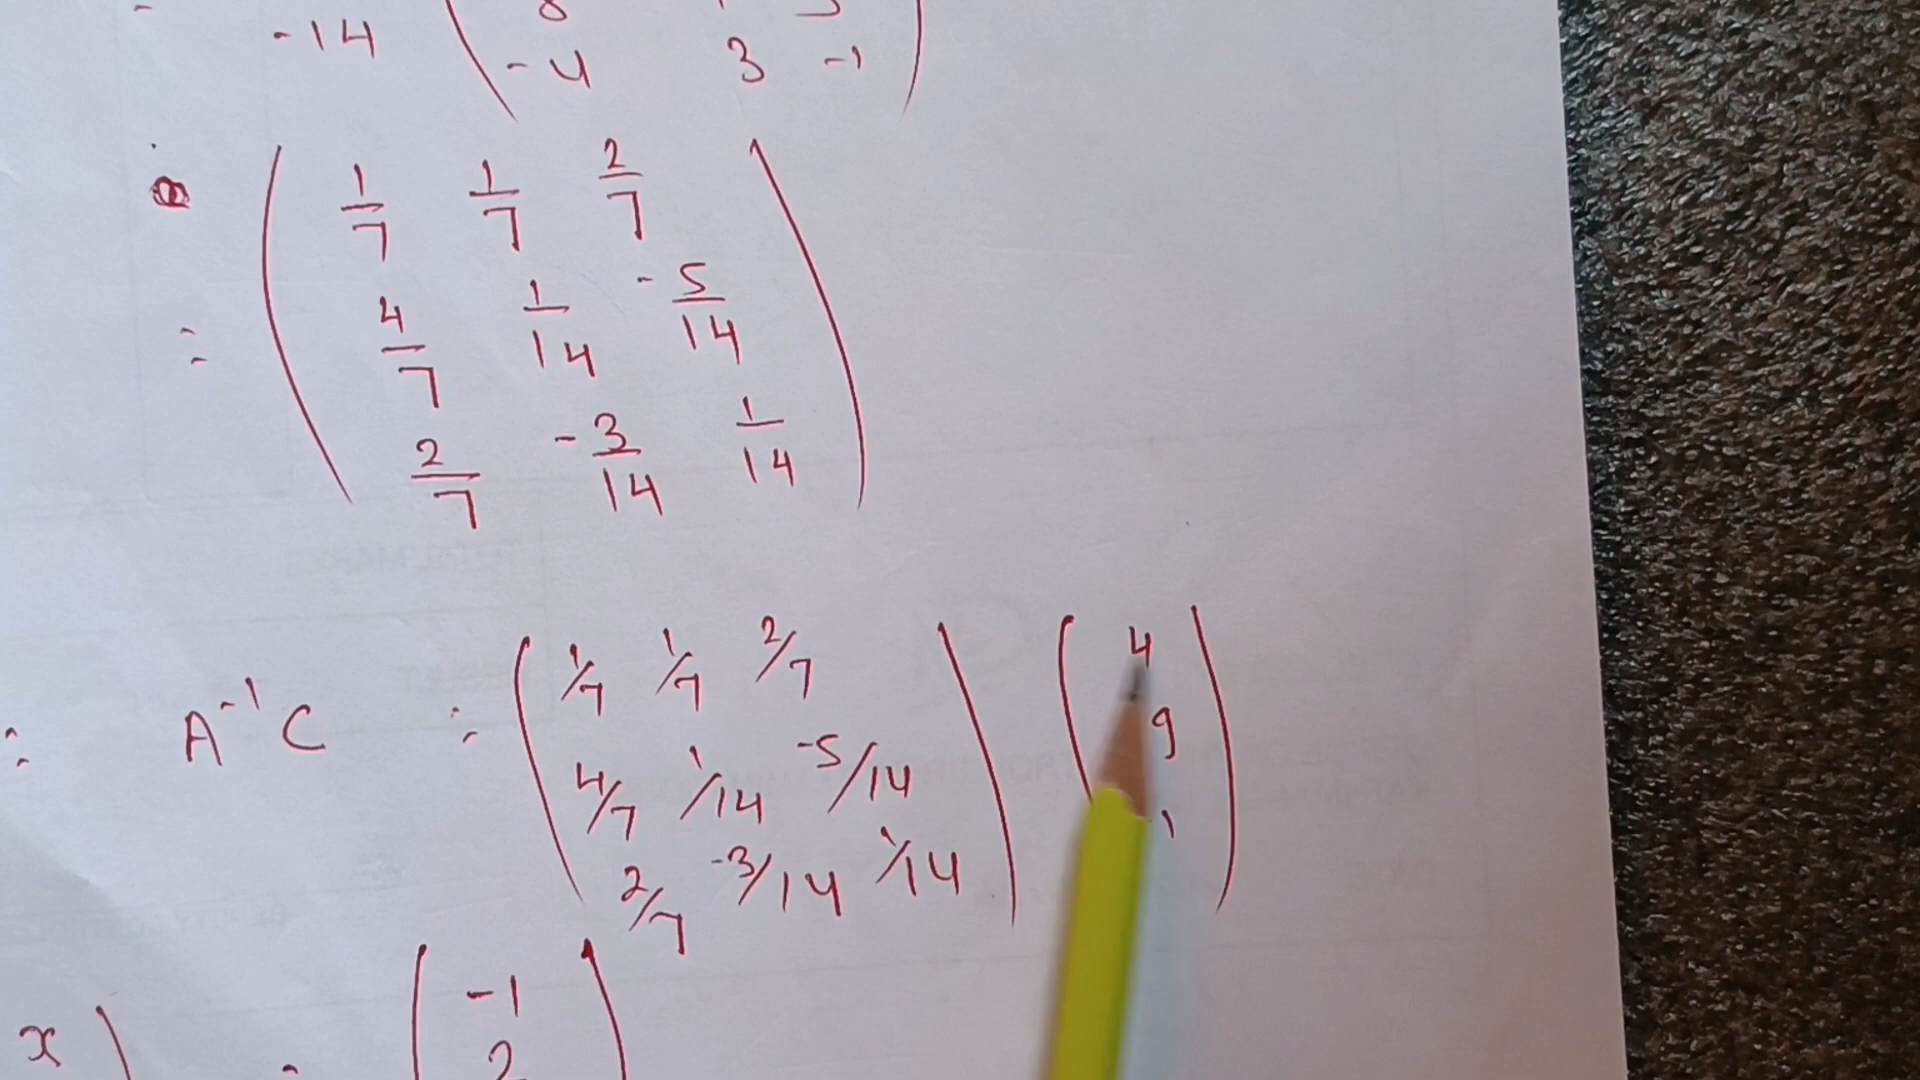 -14
-4 3 -1
1/7 1/7 2/7
= 4/7 1/14 -5/14
2/7 -3/14 1/14
1/7 1/7 2/7 4
: A⁻¹C = 4/7 1/14 -5/14 9
2/7 -3/14 1/14 1
-1
x = 2